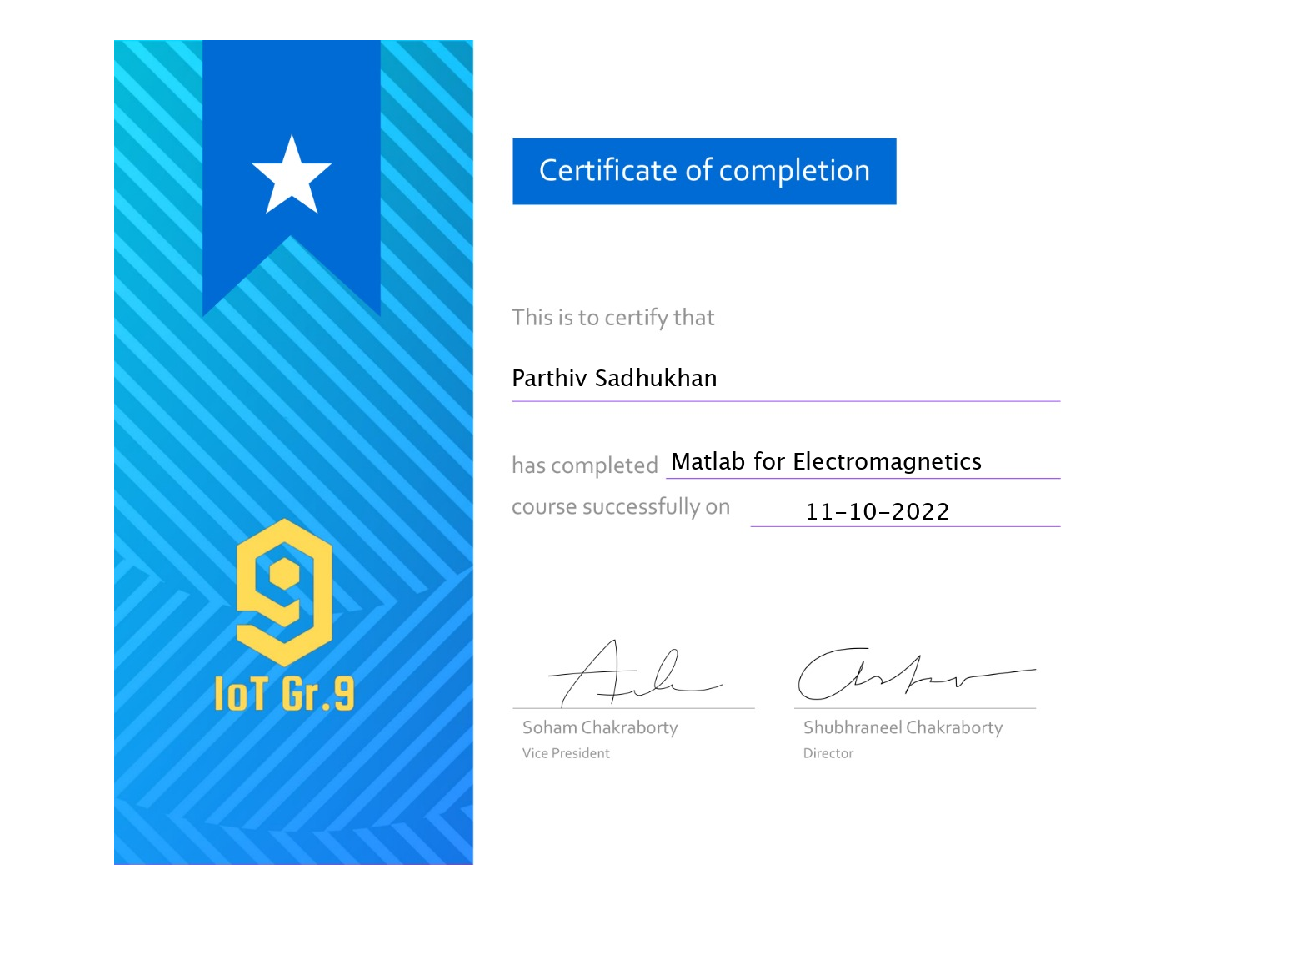 Certificate of completion
This is to certify that
Parthiv Sadhukhan
has completed Matlab for Electromagnetics
course successfully on 11-10-2022
IoT Gr.9
Soham Chakraborty
Vice President
Shubhraneel Chakraborty
Director